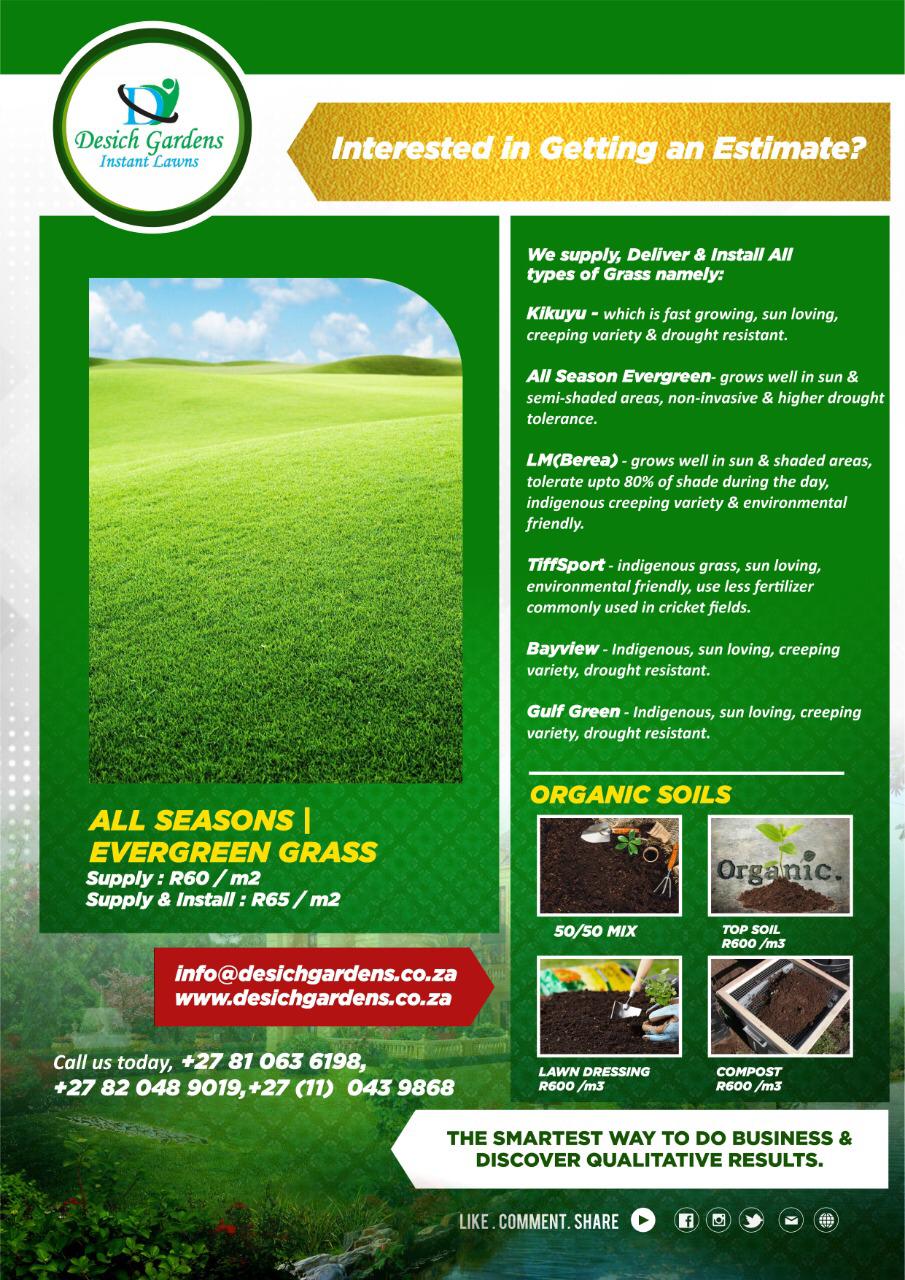 Desich Gardens
Instant Lawns
Interested in Getting an Estimate?
We supply, Deliver & Install All
types of Grass namely:
Kikuyu - which is fast growing, sun loving,
creeping variety & drought resistant.
All Season Evergreen- grows well in sun &
semi-shaded areas, non-invasive & higher drought
tolerance.
LM(Berea) - grows well in sun & shaded areas,
tolerate upto 80% of shade during the day,
indigenous creeping variety & environmental
friendly.
TiffSport - indigenous grass, sun loving,
environmental friendly, use less fertilizer
commonly used in cricket fields.
Bayview - Indigenous, sun loving, creeping
variety, drought resistant.
Gulf Green - Indigenous, sun loving, creeping
variety, drought resistant.
ALL SEASONS |
EVERGREEN GRASS
Supply : R60 / m2
Supply & Install : R65 / m2
ORGANIC SOILS
Organic.
50/50 MIX
TOP SOIL
R600 /m3
LAWN DRESSING
R600 /m3
COMPOST
R600 /m3
info@desichgardens.co.za
www.desichgardens.co.za
Call us today, +27 81 063 6198,
+27 82 048 9019,+27 (11) 043 9868
THE SMARTEST WAY TO DO BUSINESS &
DISCOVER QUALITATIVE RESULTS.
LIKE . COMMENT. SHARE